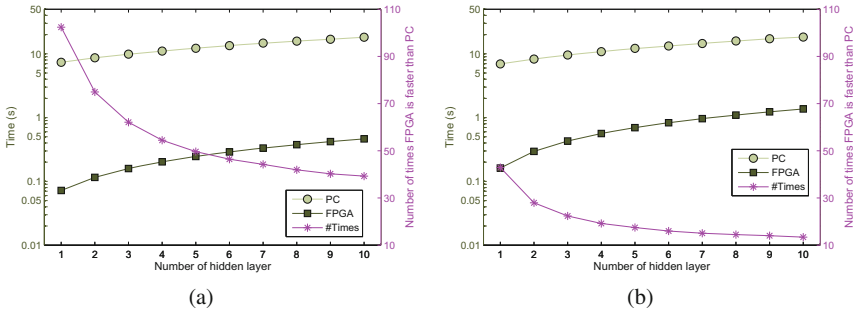 50
10
5
1
0.5
0.1
0.05
0.01
Time (s)
110
90
70
50
30
10
Number of times FPGA is faster than PC
PC
FPGA
#Times
1 2 3 4 5 6 7 8 9 10
Number of hidden layer
(a)
50
10
5
1
0.5
0.1
0.05
0.01
Time (s)
110
90
70
50
30
10
Number of times FPGA is faster than PC
PC
FPGA
#Times
1 2 3 4 5 6 7 8 9 10
Number of hidden layer
(b)